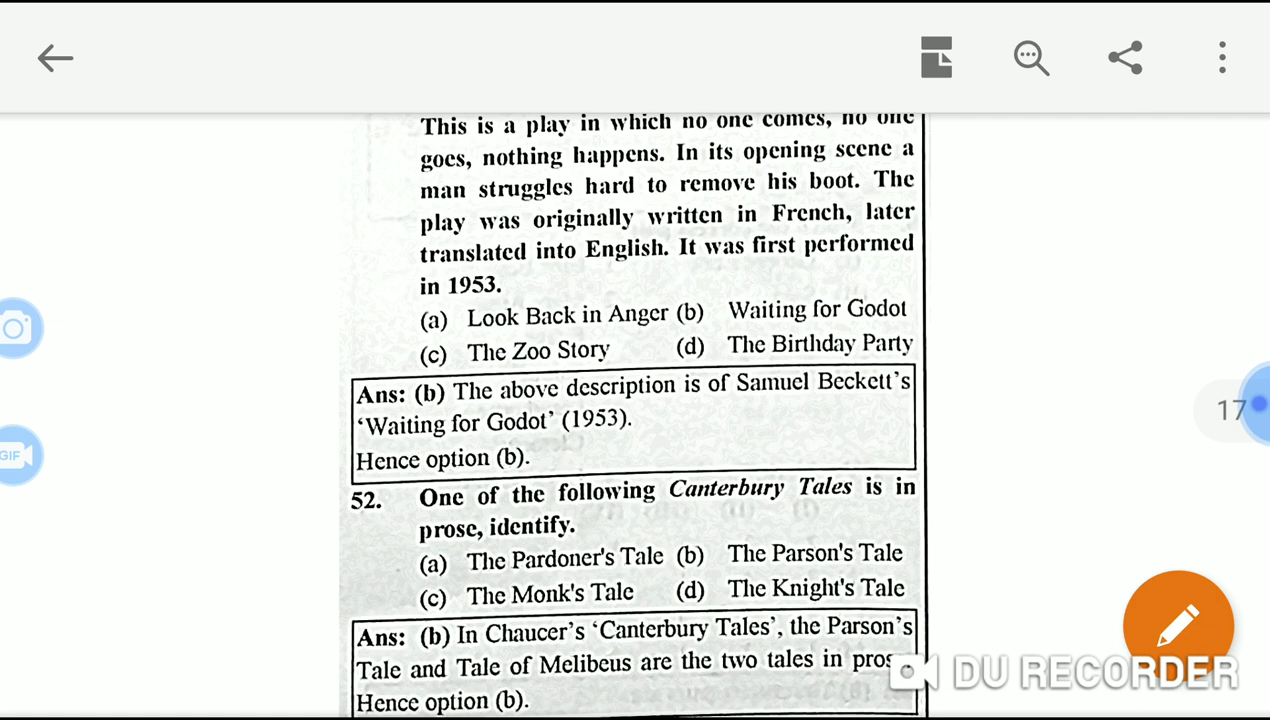 This is a play in which no one comes, no one
goes, nothing happens. In its opening scene a
man struggles hard to remove his boot. The
play was originally written in French, later
translated into English. It was first performed
in 1953.
(a) Look Back in Anger (b) Waiting for Godot
(c) The Zoo Story (d) The Birthday Party
Ans: (b) The above description is of Samuel Beckett's
'Waiting for Godot' (1953).
Hence option (b).
17
GIF
52. One of the following Canterbury Tales is in
prose, identify.
(a) The Pardoner's Tale (b) The Parson's Tale
(c) The Monk's Tale (d) The Knight's Tale
Ans: (b) In Chaucer's 'Canterbury Tales', the Parson's
Tale and Tale of Melibeus are the two tales in pros
Hence option (b).
DU RECORDER